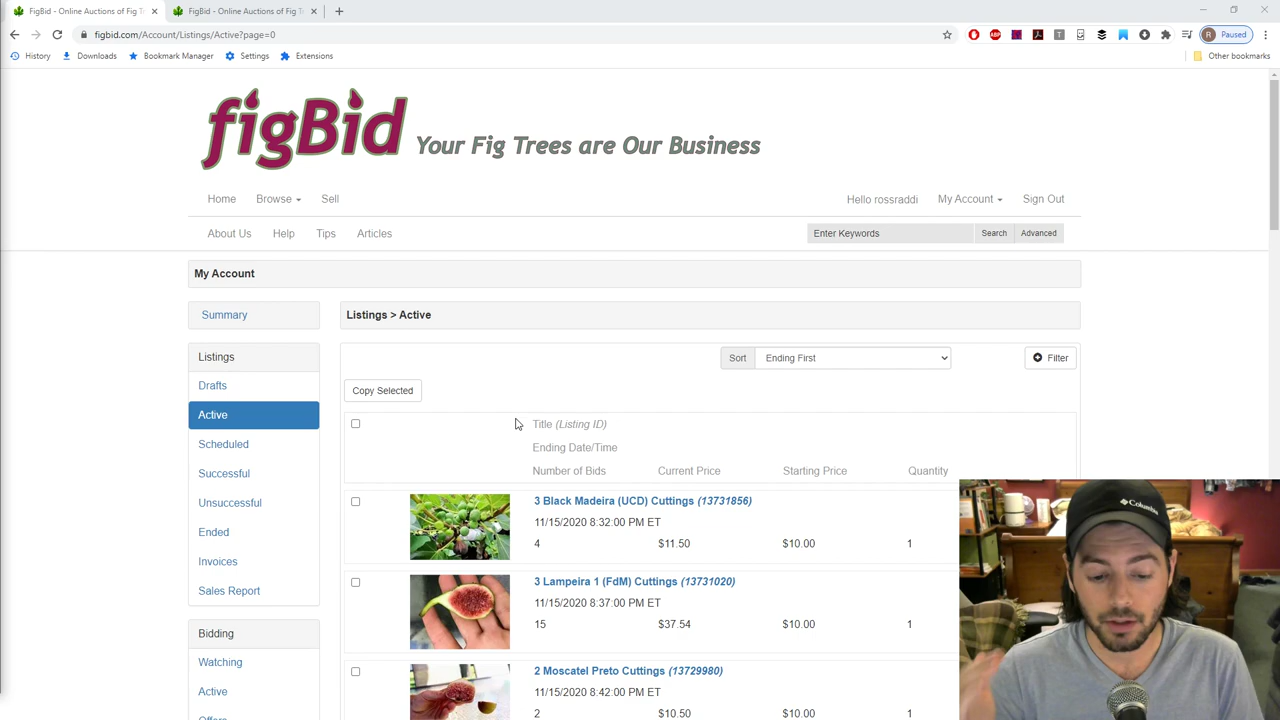 FigBid - Online Auctions of Fig T
FigBid - Online Auctions of Fig Tr
figbid.com/Account/Listings/Active?page=0
R Paused
History Downloads Bookmark Manager Settings Extensions Other bookmarks
figBid Your Fig Trees are Our Business
Home Browse Sell Hello rossraddi My Account Sign Out
About Us Help Tips Articles Enter Keywords Search Advanced
My Account
Summary
Listings
Drafts
Active
Scheduled
Successful
Unsuccessful
Ended
Invoices
Sales Report
Bidding
Watching
Active
Offers
Listings > Active
Sort Ending First Filter
Copy Selected
Title (Listing ID)
Ending Date/Time
Number of Bids Current Price Starting Price Quantity
3 Black Madeira (UCD) Cuttings (13731856)
11/15/2020 8:32:00 PM ET
4 $11.50 $10.00 1
3 Lampeira 1 (FdM) Cuttings (13731020)
11/15/2020 8:37:00 PM ET
15 $37.54 $10.00 1
2 Moscatel Preto Cuttings (13729980)
11/15/2020 8:42:00 PM ET
2 $10.50 $10.00 1
Columbia